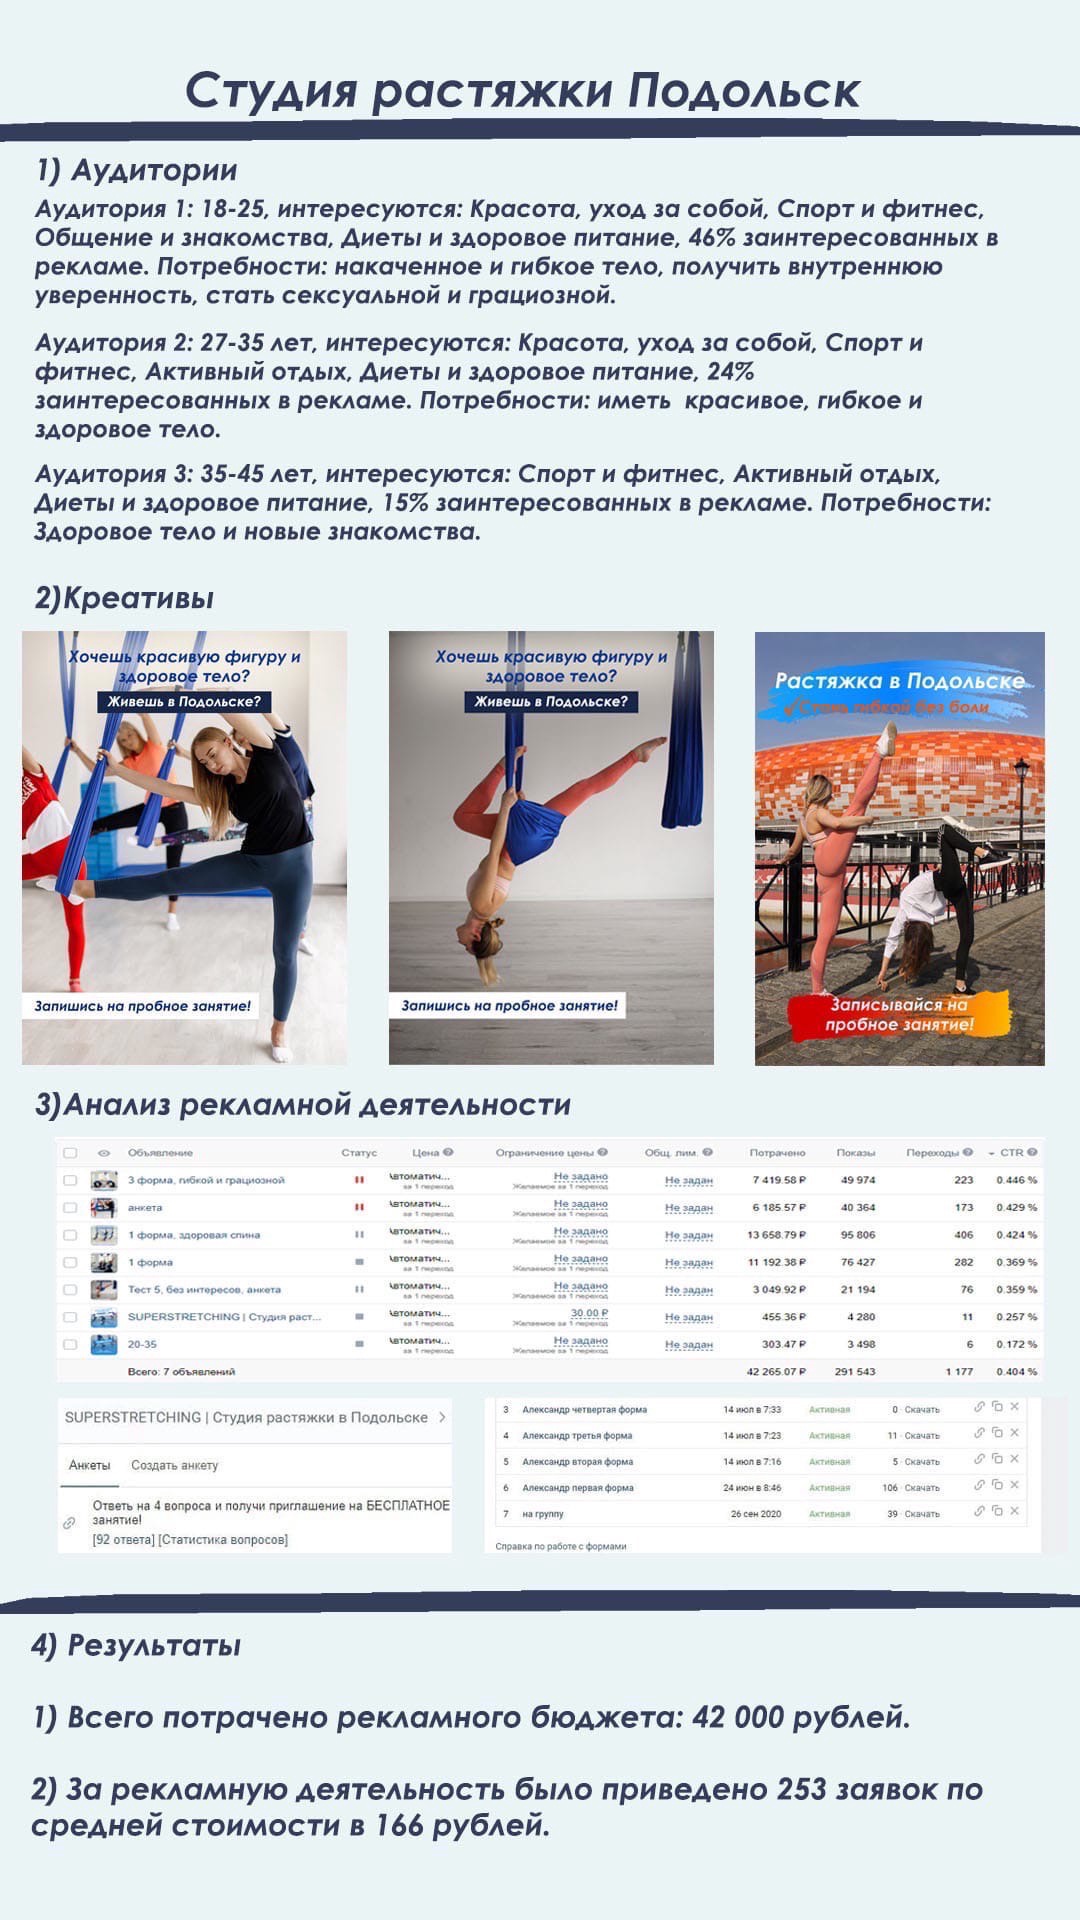 Студия растяжки Подольск
1) Аудитории
Аудитория 1: 18-25, интересуются: Красота, уход за собой, Спорт и фитнес,
Общение и знакомства, Диеты и здоровое питание, 46% заинтересованных в
рекламе. Потребности: накаченное и гибкое тело, получить внутреннюю
уверенность, стать сексуальной и грациозной.
Аудитория 2: 27-35 лет, интересуются: Красота, уход за собой, Спорт и
фитнес, Активный отдых, Диеты и здоровое питание, 24%
заинтересованных в рекламе. Потребности: иметь красивое, гибкое и
здоровое тело.
Аудитория 3: 35-45 лет, интересуются: Спорт и фитнес, Активный отдых,
Диеты и здоровое питание, 15% заинтересованных в рекламе. Потребности:
Здоровое тело и новые знакомства.
2)Креативы
Хочешь красивую фигуру и
здоровое тело?
Живешь в Подольске?
Запишись на пробное занятие!
Хочешь красивую фигуру и
здоровое тело?
Живешь в Подольске?
Запишись на пробное занятие!
Растяжка в Подольске
Стань гибкой без боли
Записывайся на
пробное занятие!
3)Анализ рекламной деятельности
Объявление Статус Цена Ограничение цены Общ. лим. Потрачено Показы Переходы CTR
3 форма, гибкой и грациозной Автоматич... за 1 переход Не задано Желаемое за 1 переход Не задан 7 419.58 ₽ 49 974 223 0.446 %
анкета Автоматич... за 1 переход Не задано Желаемое за 1 переход Не задан 6 185.57 ₽ 40 364 173 0.429 %
1 форма, здоровая спина Автоматич... за 1 переход Не задано Желаемое за 1 переход Не задан 13 658.79 ₽ 95 806 406 0.424 %
1 форма Автоматич... за 1 переход Не задано Желаемое за 1 переход Не задан 11 192.38 ₽ 76 427 282 0.369 %
Тест 5, без интересов, анкета Автоматич... за 1 переход Не задано Желаемое за 1 переход Не задан 3 049.92 ₽ 21 194 76 0.359 %
SUPERSTRETCHING | Студия раст... Автоматич... за 1 переход 30.00 ₽ Желаемое за 1 переход Не задан 455.36 ₽ 4 280 11 0.257 %
20-35 Автоматич... за 1 переход Не задано Желаемое за 1 переход Не задан 303.47 ₽ 3 498 6 0.172 %
Всего: 7 объявлений 42 265.07 ₽ 291 543 1 177 0.404 %
SUPERSTRETCHING | Студия растяжки в Подольске
Анкеты Создать анкету
Ответь на 4 вопроса и получи приглашение на БЕСПЛАТНОЕ
занятие!
[92 ответа] [Статистика вопросов]
3 Александр четвертая форма 14 июл в 7:33 Активная 0 · Скачать
4 Александр третья форма 14 июл в 7:23 Активная 11 · Скачать
5 Александр вторая форма 14 июл в 7:16 Активная 5 · Скачать
6 Александр первая форма 24 июн в 8:46 Активная 106 · Скачать
7 на группу 26 сен 2020 Активная 39 · Скачать
Справка по работе с формами
4) Результаты
1) Всего потрачено рекламного бюджета: 42 000 рублей.
2) За рекламную деятельность было приведено 253 заявок по
средней стоимости в 166 рублей.